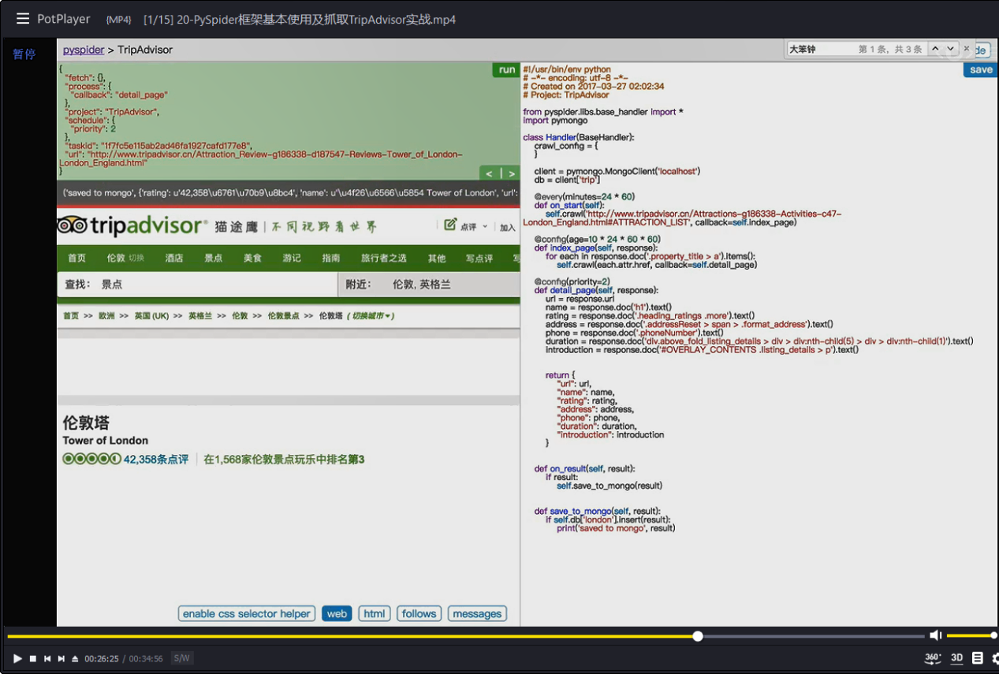 PotPlayer {MP4} [1/15] 20-PySpider框架基本使用及抓取TripAdvisor实战.mp4
暂停
pyspider > TripAdvisor
大笨钟 第 1 条，共 3 条
de
run
{
"fetch": {},
"process": {
"callback": "detail_page"
},
"project": "TripAdvisor",
"schedule": {
"priority": 2
},
"taskid": "1f7fc5e115ab2ad46fa1927cafd177e8",
"url": "http://www.tripadvisor.cn/Attraction_Review-g186338-d187547-Reviews-Tower_of_London-
London_England.html"
}
< | >
('saved to mongo', {'rating': u'42,358\u6761\u70b9\u8bc4', 'name': u'\u4f26\u6566\u5854 Tower of London', 'url':
tripadvisor® 猫途鹰 | 不同视野看世界
点评 加入
首页 伦敦 切换 酒店 景点 美食 游记 指南 旅行者之选 其他 写点评 写
查找： 景点 附近： 伦敦, 英格兰
首页 >> 欧洲 >> 英国 (UK) >> 英格兰 >> 伦敦 >> 伦敦景点 >> 伦敦塔 ( 切换城市▾)
伦敦塔
Tower of London
42,358条点评 在1,568家伦敦景点玩乐中排名第3
enable css selector helper web html follows messages
save
#!/usr/bin/env python
# -*- encoding: utf-8 -*-
# Created on 2017-03-27 02:02:34
# Project: TripAdvisor
from pyspider.libs.base_handler import *
import pymongo
class Handler(BaseHandler):
crawl_config = {
}
client = pymongo.MongoClient('localhost')
db = client['trip']
@every(minutes=24 * 60)
def on_start(self):
self.crawl('http://www.tripadvisor.cn/Attractions-g186338-Activities-c47-
London_England.html#ATTRACTION_LIST', callback=self.index_page)
@config(age=10 * 24 * 60 * 60)
def index_page(self, response):
for each in response.doc('.property_title > a').items():
self.crawl(each.attr.href, callback=self.detail_page)
@config(priority=2)
def detail_page(self, response):
url = response.url
name = response.doc('h1').text()
rating = response.doc('.heading_ratings .more').text()
address = response.doc('.addressReset > span > .format_address').text()
phone = response.doc('.phoneNumber').text()
duration = response.doc('div.above_fold_listing_details > div > div:nth-child(5) > div > div:nth-child(1)').text()
introduction = response.doc('#OVERLAY_CONTENTS .listing_details > p').text()
return {
"url": url,
"name": name,
"rating": rating,
"address": address,
"phone": phone,
"duration": duration,
"introduction": introduction
}
def on_result(self, result):
if result:
self.save_to_mongo(result)
def save_to_mongo(self, result):
if self.db['london'].insert(result):
print('saved to mongo', result)
00:26:25 / 00:34:56 S/W
360° 3D